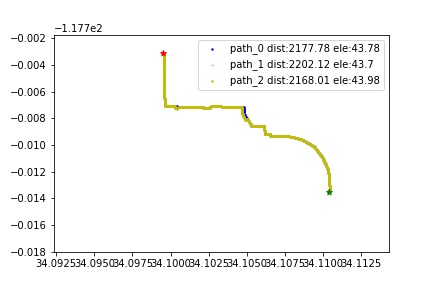 -1.177e2
-0.002
-0.004
-0.006
-0.008
-0.010
-0.012
-0.014
-0.016
-0.018
path_0 dist:2177.78 ele:43.78
path_1 dist:2202.12 ele:43.7
path_2 dist:2168.01 ele:43.98
34.0925 34.0950 34.0975 34.1000 34.1025 34.1050 34.1075 34.1100 34.1125